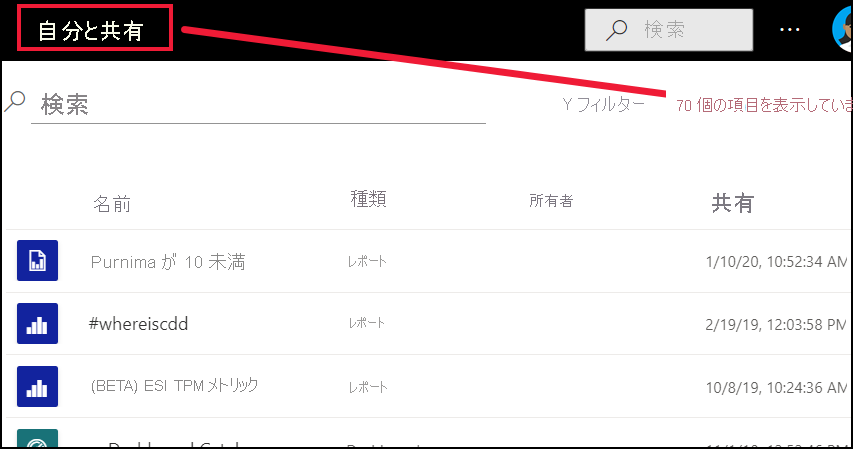 自分と共有
検索
...
検索
Y フィルター
70 個の項目を表示していま
名前 種類 所有者 共有
Purnima が 10 未満 レポート 1/10/20, 10:52:34 AM
#whereiscdd レポート 2/19/19, 12:03:58 PM
(BETA) ESI TPM メトリック レポート 10/8/19, 10:24:36 AM